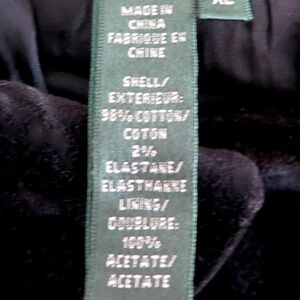 MADE IN
CHINA
FABRIQUE EN
CHINE
XL
SHELL/
EXTERIEUR:
98% COTTON/
COTON
2%
ELASTANE/
ELASTHANNE
LINING/
DOUBLURE:
100%
ACETATE/
ACETATE